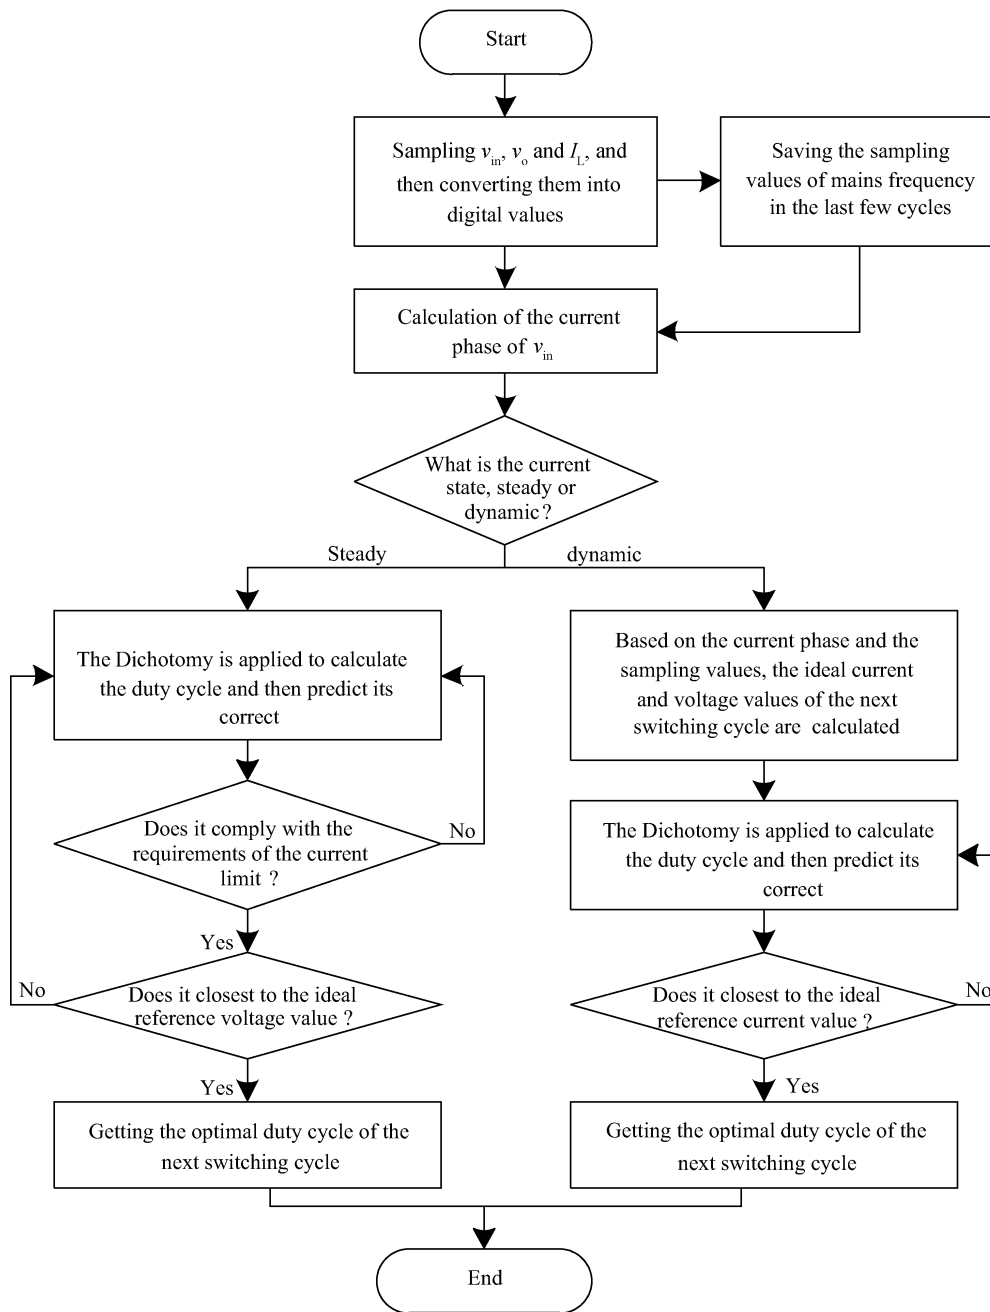 Start
Sampling vin, vo and IL, and
then converting them into
digital values
Saving the sampling
values of mains frequency
in the last few cycles
Calculation of the current
phase of vin
What is the current
state, steady or
dynamic?
Steady
dynamic
The Dichotomy is applied to calculate
the duty cycle and then predict its
correct
Based on the current phase and the
sampling values, the ideal current
and voltage values of the next
switching cycle are calculated
Does it comply with the
requirements of the current
limit ?
No
The Dichotomy is applied to calculate
the duty cycle and then predict its
correct
Yes
Does it closest to the ideal
reference voltage value ?
No
Does it closest to the ideal
reference current value ?
No
Yes
Yes
Getting the optimal duty cycle of the
next switching cycle
Getting the optimal duty cycle of the
next switching cycle
End